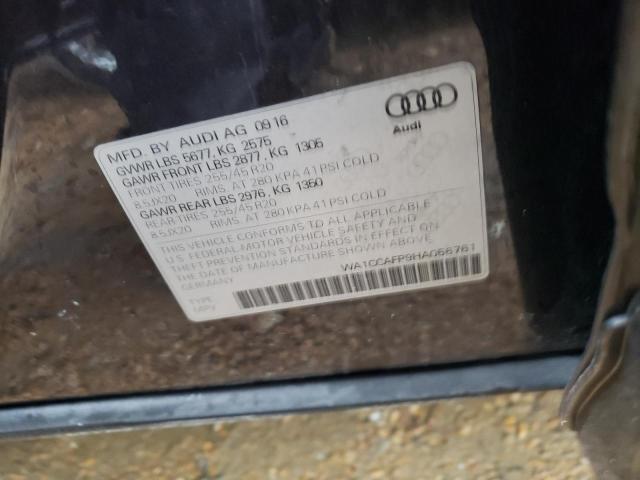 MFD. BY AUDI AG 09 16
GVWR LBS 5677, KG 2575
GAWR FRONT LBS 2877, KG 1305
FRONT TIRES 255/45 R20
8.5JX20 RIMS, AT 280 KPA 41 PSI COLD
GAWR REAR LBS 2976, KG 1350
REAR TIRES 255/45 R20
8.5JX20 RIMS, AT 280 KPA 41 PSI COLD
THIS VEHICLE CONFORMS TO ALL APPLICABLE
U.S. FEDERAL MOTOR VEHICLE SAFETY AND
THEFT PREVENTION STANDARDS IN EFFECT ON
DATE OF MANUFACTURE SHOWN ABOVE
GERMANY
WA1CCAFP9HA066761
TYPE
MPV
Audi